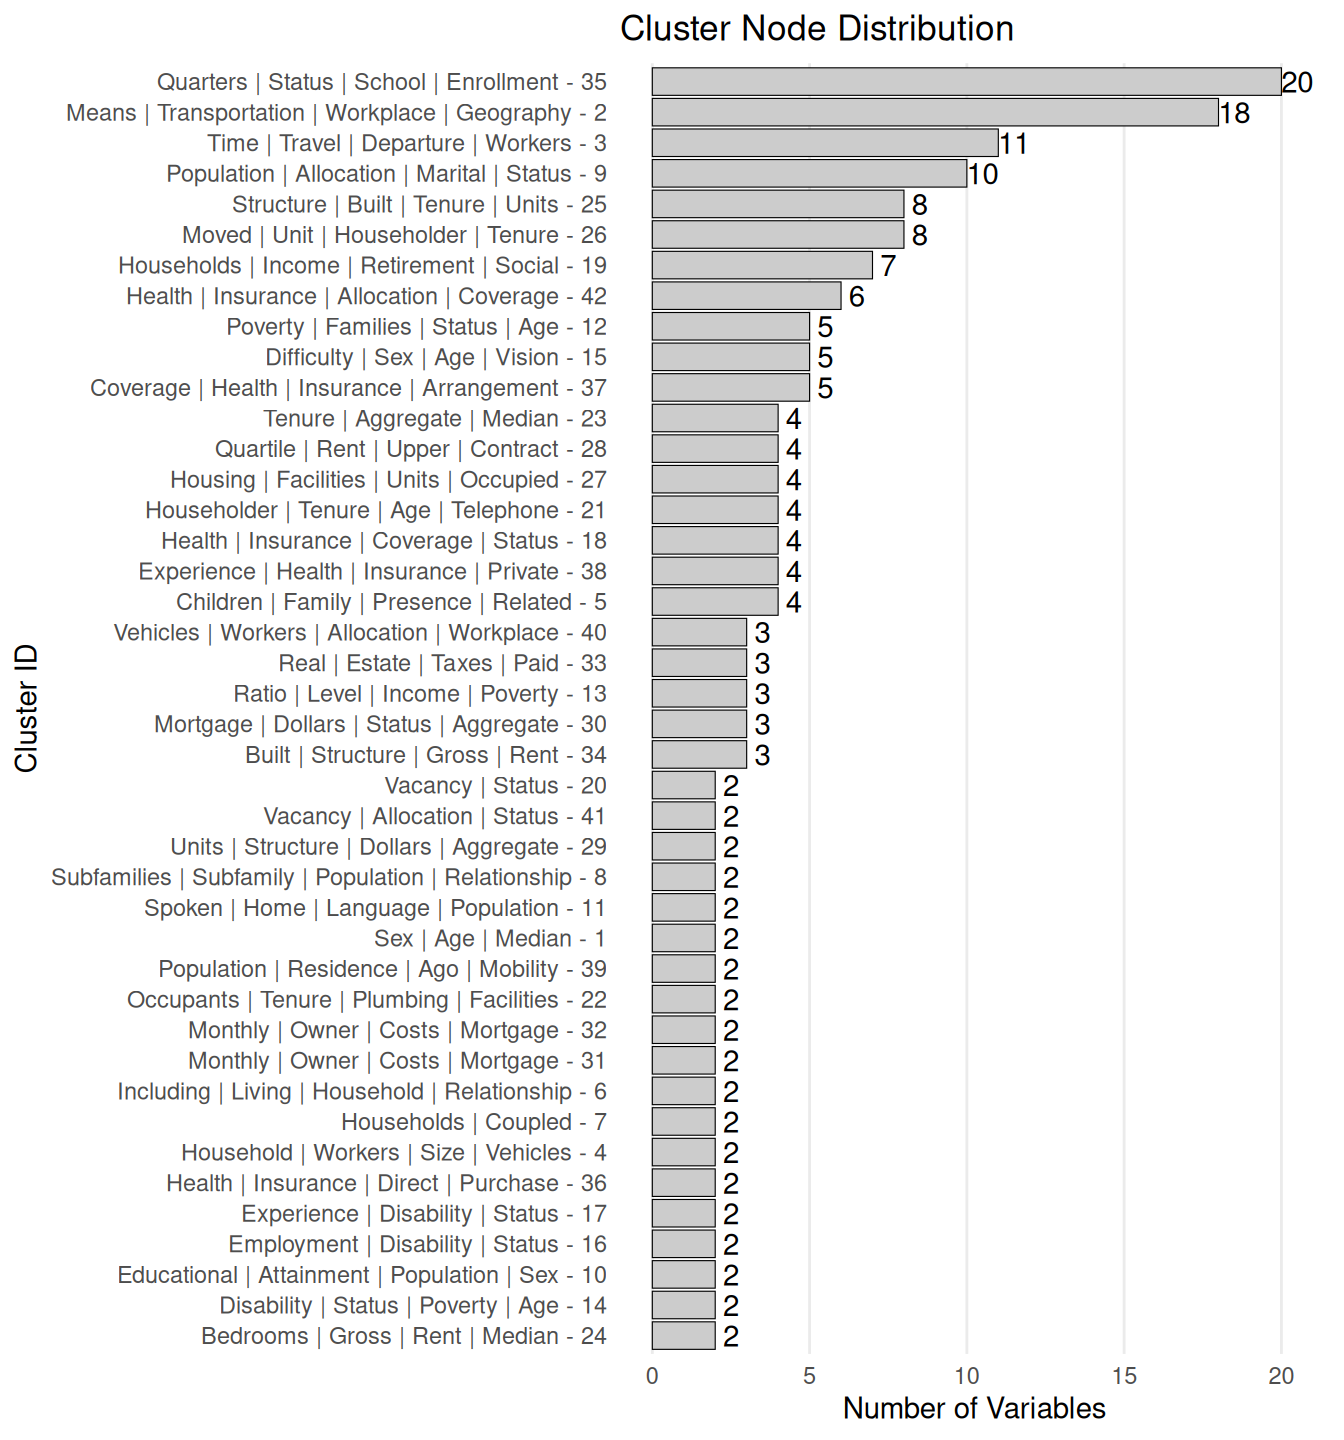 Cluster Node Distribution
Quarters | Status | School | Enrollment - 35 20
Means | Transportation | Workplace | Geography - 2 18
Time | Travel | Departure | Workers - 3 11
Population | Allocation | Marital | Status - 9 10
Structure | Built | Tenure | Units - 25 8
Moved | Unit | Householder | Tenure - 26 8
Households | Income | Retirement | Social - 19 7
Health | Insurance | Allocation | Coverage - 42 6
Poverty | Families | Status | Age - 12 5
Difficulty | Sex | Age | Vision - 15 5
Coverage | Health | Insurance | Arrangement - 37 5
Tenure | Aggregate | Median - 23 4
Quartile | Rent | Upper | Contract - 28 4
Housing | Facilities | Units | Occupied - 27 4
Householder | Tenure | Age | Telephone - 21 4
Health | Insurance | Coverage | Status - 18 4
Experience | Health | Insurance | Private - 38 4
Children | Family | Presence | Related - 5 4
Vehicles | Workers | Allocation | Workplace - 40 3
Real | Estate | Taxes | Paid - 33 3
Ratio | Level | Income | Poverty - 13 3
Mortgage | Dollars | Status | Aggregate - 30 3
Built | Structure | Gross | Rent - 34 3
Vacancy | Status - 20 2
Vacancy | Allocation | Status - 41 2
Units | Structure | Dollars | Aggregate - 29 2
Subfamilies | Subfamily | Population | Relationship - 8 2
Spoken | Home | Language | Population - 11 2
Sex | Age | Median - 1 2
Population | Residence | Ago | Mobility - 39 2
Occupants | Tenure | Plumbing | Facilities - 22 2
Monthly | Owner | Costs | Mortgage - 32 2
Monthly | Owner | Costs | Mortgage - 31 2
Including | Living | Household | Relationship - 6 2
Households | Coupled - 7 2
Household | Workers | Size | Vehicles - 4 2
Health | Insurance | Direct | Purchase - 36 2
Experience | Disability | Status - 17 2
Employment | Disability | Status - 16 2
Educational | Attainment | Population | Sex - 10 2
Disability | Status | Poverty | Age - 14 2
Bedrooms | Gross | Rent | Median - 24 2
Cluster ID
0 5 10 15 20
Number of Variables